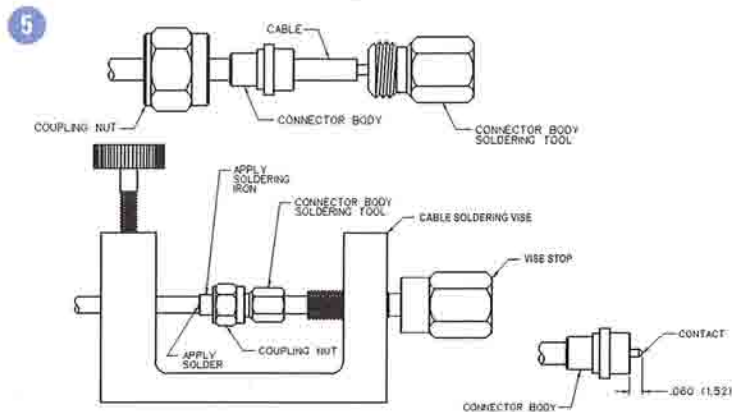 5
CABLE
COUPLING NUT
CONNECTOR BODY
CONNECTOR BODY
SOLDERING TOOL
APPLY
SOLDERING
IRON
CONNECTOR BODY
SOLDERING TOOL
CABLE SOLDERING VISE
VISE STOP
APPLY
SOLDER
COUPLING NUT
CONTACT
CONNECTOR BODY
.060 (1.52)